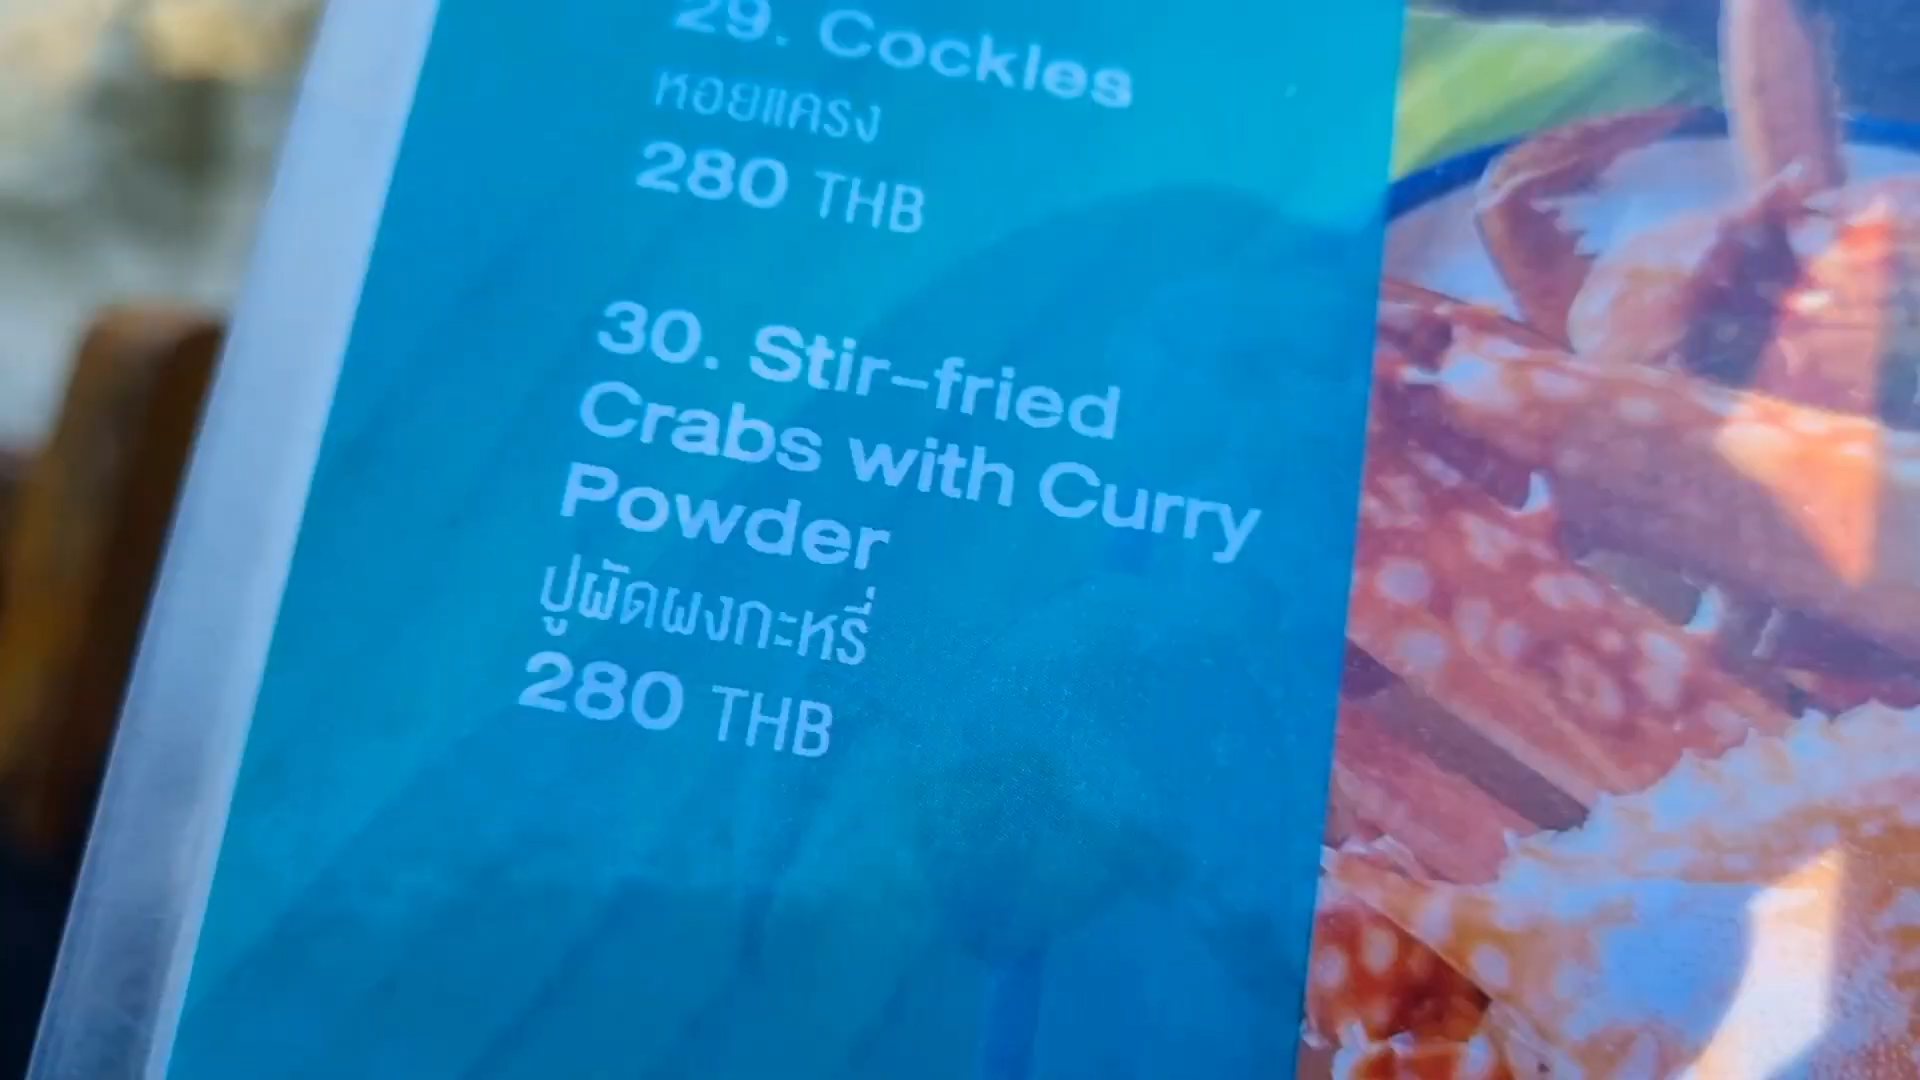 29. Cockles
หอยแครง
280 THB
30. Stir-fried
Crabs with Curry
Powder
ปูผัดผงกะหรี่
280 THB